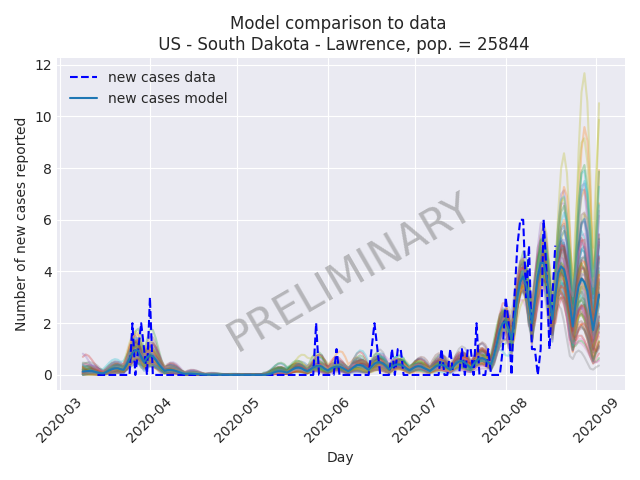 Model comparison to data
US - South Dakota - Lawrence, pop. = 25844
new cases data
new cases model
PRELIMINARY
Number of new cases reported
12
10
8
6
4
2
0
2020-03
2020-04
2020-05
2020-06
2020-07
2020-08
2020-09
Day